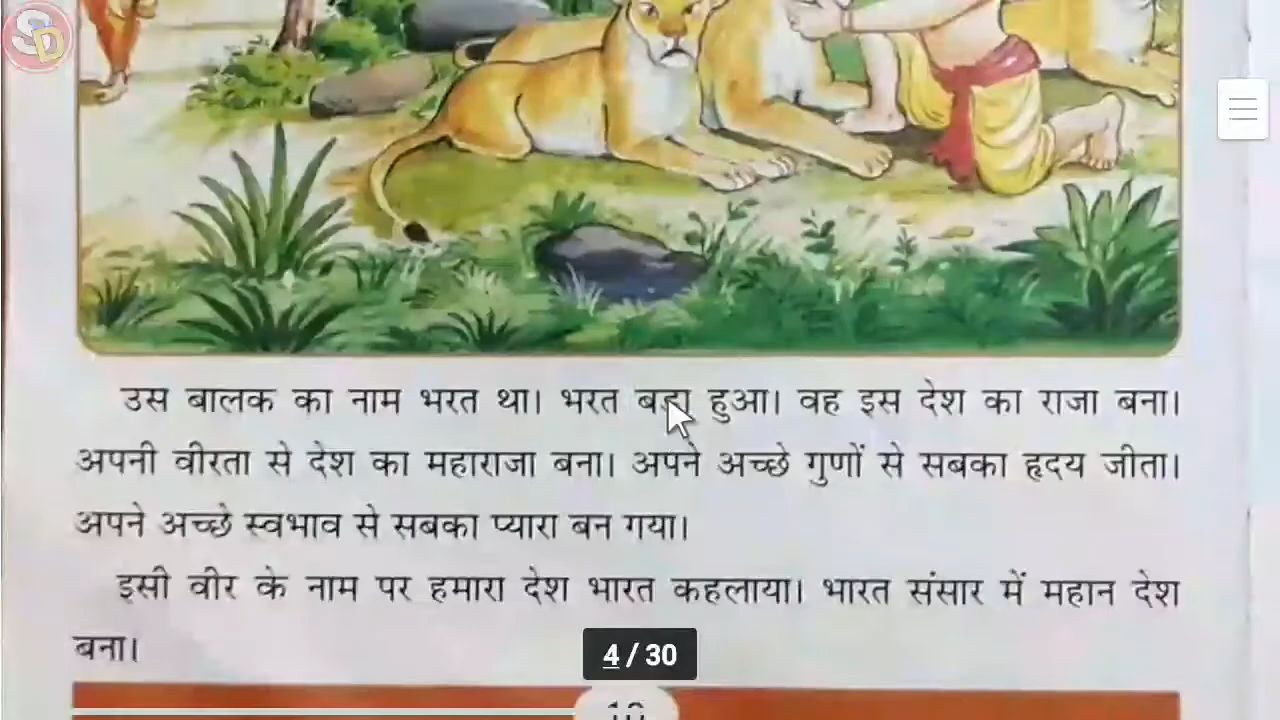 SD
उस बालक का नाम भरत था। भरत बड़ा हुआ। वह इस देश का राजा बना।
अपनी वीरता से देश का महाराजा बना। अपने अच्छे गुणों से सबका हृदय जीता।
अपने अच्छे स्वभाव से सबका प्यारा बन गया।
इसी वीर के नाम पर हमारा देश भारत कहलाया। भारत संसार में महान देश
बना।
4 / 30